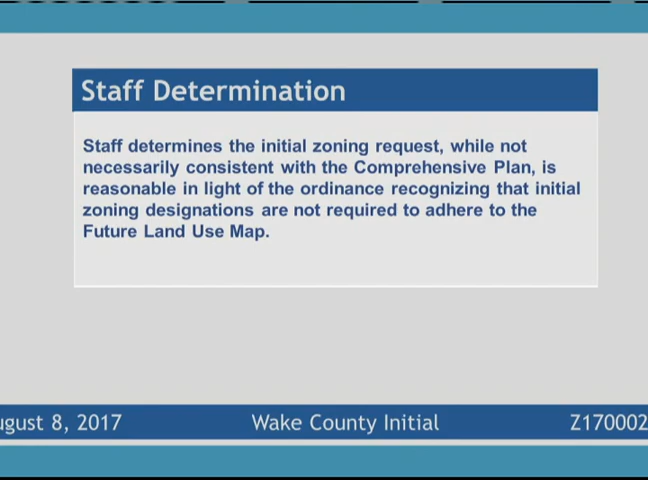 Staff Determination
Staff determines the initial zoning request, while not
necessarily consistent with the Comprehensive Plan, is
reasonable in light of the ordinance recognizing that initial
zoning designations are not required to adhere to the
Future Land Use Map.
ugust 8, 2017 Wake County Initial Z170002